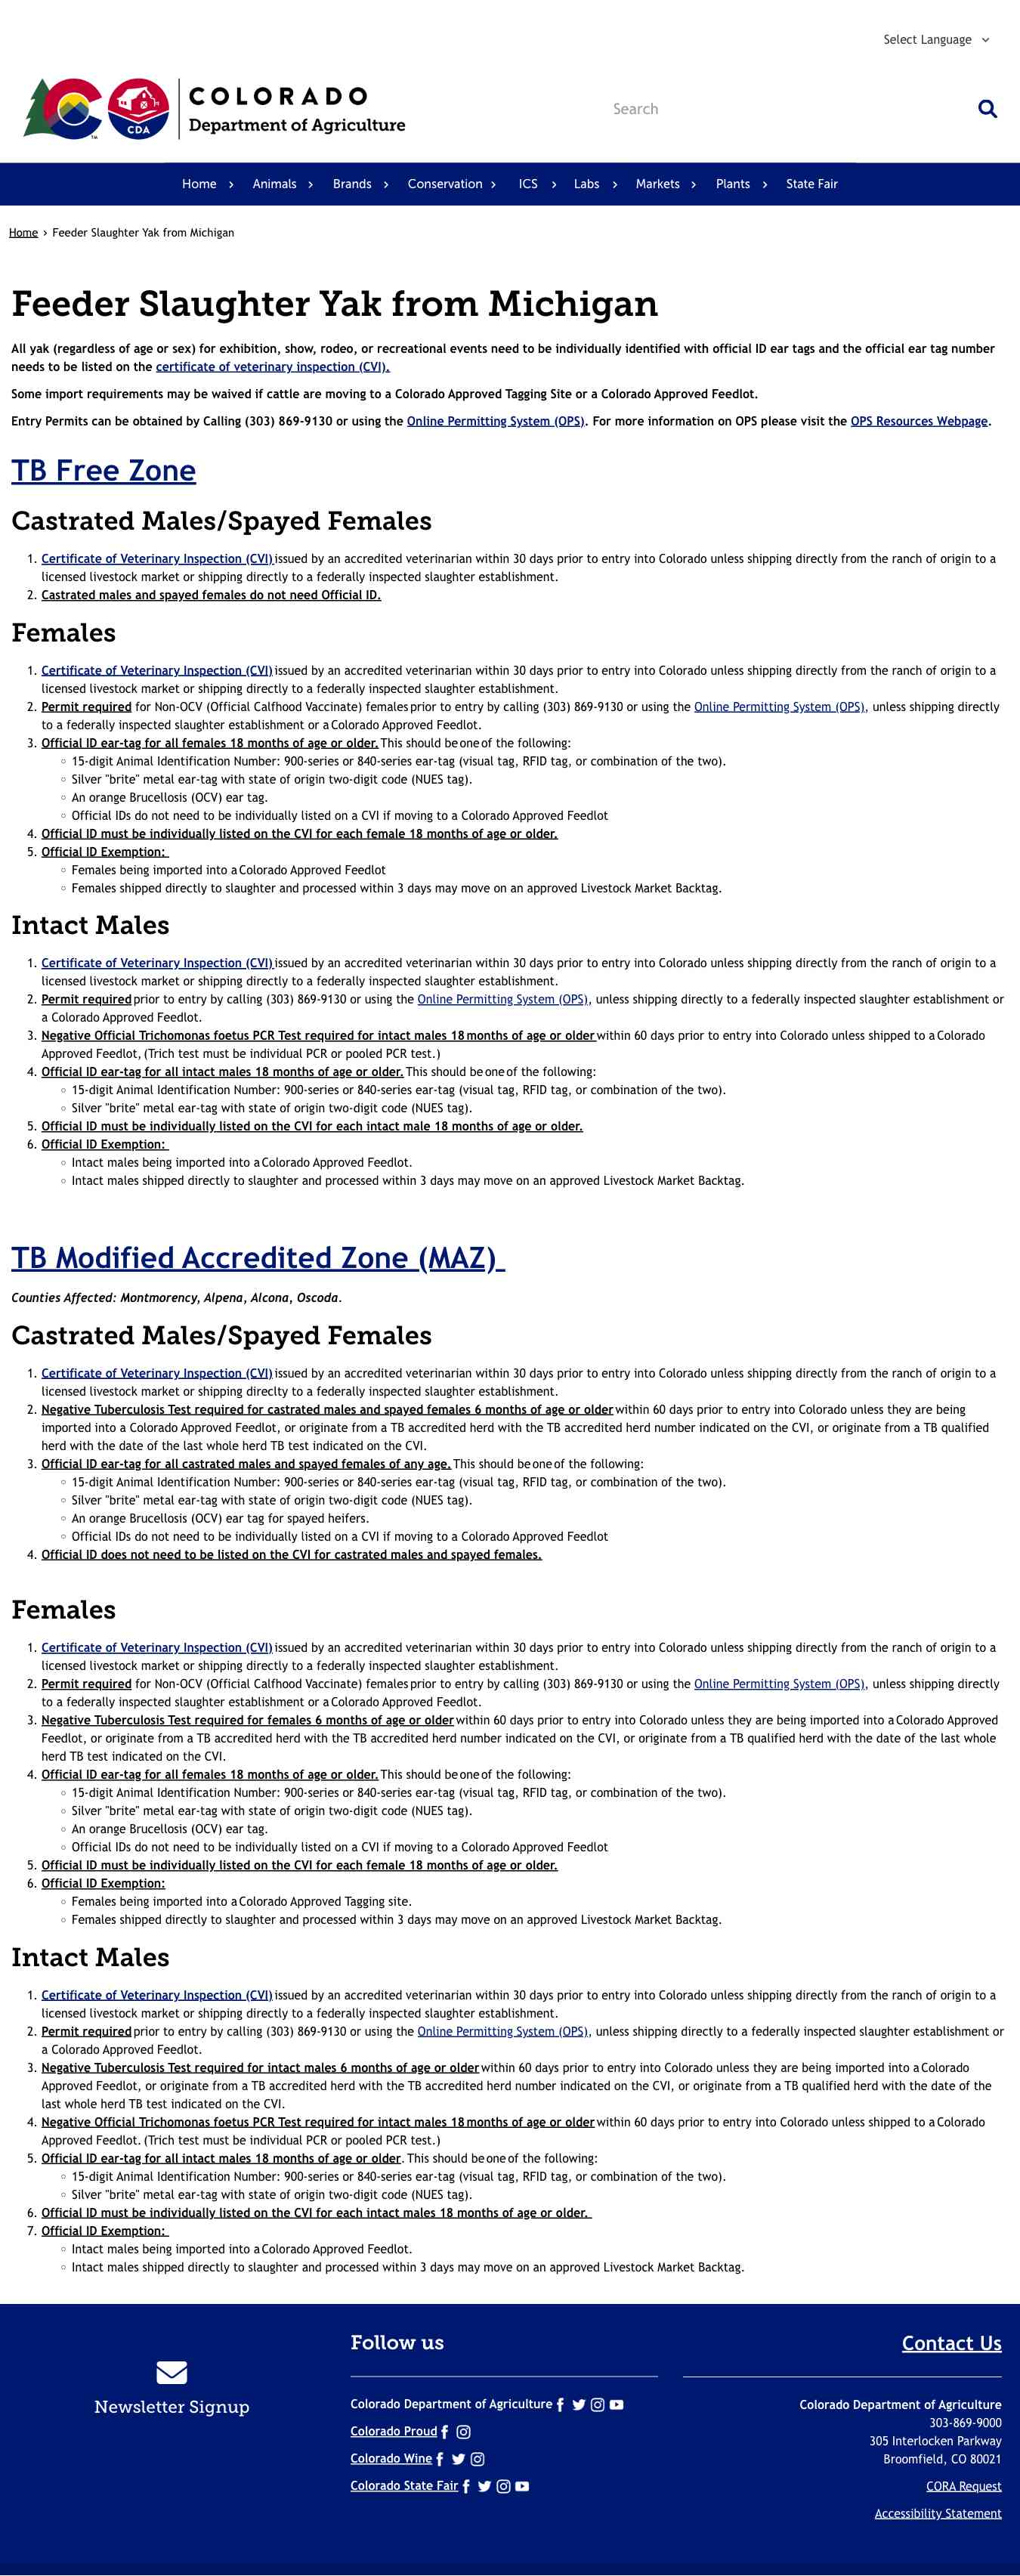 Select Language
COLORADO
Department of Agriculture
CDA
Search
Home
Animals
Brands
Conservation
ICS
Labs
Markets
Plants
State Fair
Home › Feeder Slaughter Yak from Michigan
Feeder Slaughter Yak from Michigan
All yak (regardless of age or sex) for exhibition, show, rodeo, or recreational events need to be individually identified with official ID ear tags and the official ear tag number
needs to be listed on the certificate of veterinary inspection (CVI).
Some import requirements may be waived if cattle are moving to a Colorado Approved Tagging Site or a Colorado Approved Feedlot.
Entry Permits can be obtained by Calling (303) 869-9130 or using the Online Permitting System (OPS). For more information on OPS please visit the OPS Resources Webpage.
TB Free Zone
Castrated Males/Spayed Females
1. Certificate of Veterinary Inspection (CVI) issued by an accredited veterinarian within 30 days prior to entry into Colorado unless shipping directly from the ranch of origin to a
licensed livestock market or shipping directly to a federally inspected slaughter establishment.
2. Castrated males and spayed females do not need Official ID.
Females
1. Certificate of Veterinary Inspection (CVI) issued by an accredited veterinarian within 30 days prior to entry into Colorado unless shipping directly from the ranch of origin to a
licensed livestock market or shipping directly to a federally inspected slaughter establishment.
2. Permit required for Non-OCV (Official Calfhood Vaccinate) females prior to entry by calling (303) 869-9130 or using the Online Permitting System (OPS), unless shipping directly
to a federally inspected slaughter establishment or a Colorado Approved Feedlot.
3. Official ID ear-tag for all females 18 months of age or older. This should be one of the following:
◦ 15-digit Animal Identification Number: 900-series or 840-series ear-tag (visual tag, RFID tag, or combination of the two).
◦ Silver "brite" metal ear-tag with state of origin two-digit code (NUES tag).
◦ An orange Brucellosis (OCV) ear tag.
◦ Official IDs do not need to be individually listed on a CVI if moving to a Colorado Approved Feedlot
4. Official ID must be individually listed on the CVI for each female 18 months of age or older.
5. Official ID Exemption:
◦ Females being imported into a Colorado Approved Feedlot
◦ Females shipped directly to slaughter and processed within 3 days may move on an approved Livestock Market Backtag.
Intact Males
1. Certificate of Veterinary Inspection (CVI) issued by an accredited veterinarian within 30 days prior to entry into Colorado unless shipping directly from the ranch of origin to a
licensed livestock market or shipping directly to a federally inspected slaughter establishment.
2. Permit required prior to entry by calling (303) 869-9130 or using the Online Permitting System (OPS), unless shipping directly to a federally inspected slaughter establishment or
a Colorado Approved Feedlot.
3. Negative Official Trichomonas foetus PCR Test required for intact males 18 months of age or older within 60 days prior to entry into Colorado unless shipped to a Colorado
Approved Feedlot, (Trich test must be individual PCR or pooled PCR test.)
4. Official ID ear-tag for all intact males 18 months of age or older. This should be one of the following:
◦ 15-digit Animal Identification Number: 900-series or 840-series ear-tag (visual tag, RFID tag, or combination of the two).
◦ Silver "brite" metal ear-tag with state of origin two-digit code (NUES tag).
5. Official ID must be individually listed on the CVI for each intact male 18 months of age or older.
6. Official ID Exemption:
◦ Intact males being imported into a Colorado Approved Feedlot.
◦ Intact males shipped directly to slaughter and processed within 3 days may move on an approved Livestock Market Backtag.
TB Modified Accredited Zone (MAZ)
Counties Affected: Montmorency, Alpena, Alcona, Oscoda.
Castrated Males/Spayed Females
1. Certificate of Veterinary Inspection (CVI) issued by an accredited veterinarian within 30 days prior to entry into Colorado unless shipping directly from the ranch of origin to a
licensed livestock market or shipping direclty to a federally inspected slaughter establishment.
2. Negative Tuberculosis Test required for castrated males and spayed females 6 months of age or older within 60 days prior to entry into Colorado unless they are being
imported into a Colorado Approved Feedlot, or originate from a TB accredited herd with the TB accredited herd number indicated on the CVI, or originate from a TB qualified
herd with the date of the last whole herd TB test indicated on the CVI.
3. Official ID ear-tag for all castrated males and spayed females of any age. This should be one of the following:
◦ 15-digit Animal Identification Number: 900-series or 840-series ear-tag (visual tag, RFID tag, or combination of the two).
◦ Silver "brite" metal ear-tag with state of origin two-digit code (NUES tag).
◦ An orange Brucellosis (OCV) ear tag for spayed heifers.
◦ Official IDs do not need to be individually listed on a CVI if moving to a Colorado Approved Feedlot
4. Official ID does not need to be listed on the CVI for castrated males and spayed females.
Females
1. Certificate of Veterinary Inspection (CVI) issued by an accredited veterinarian within 30 days prior to entry into Colorado unless shipping directly from the ranch of origin to a
licensed livestock market or shipping directly to a federally inspected slaughter establishment.
2. Permit required for Non-OCV (Official Calfhood Vaccinate) females prior to entry by calling (303) 869-9130 or using the Online Permitting System (OPS), unless shipping directly
to a federally inspected slaughter establishment or a Colorado Approved Feedlot.
3. Negative Tuberculosis Test required for females 6 months of age or older within 60 days prior to entry into Colorado unless they are being imported into a Colorado Approved
Feedlot, or originate from a TB accredited herd with the TB accredited herd number indicated on the CVI, or originate from a TB qualified herd with the date of the last whole
herd TB test indicated on the CVI.
4. Official ID ear-tag for all females 18 months of age or older. This should be one of the following:
◦ 15-digit Animal Identification Number: 900-series or 840-series ear-tag (visual tag, RFID tag, or combination of the two).
◦ Silver "brite" metal ear-tag with state of origin two-digit code (NUES tag).
◦ An orange Brucellosis (OCV) ear tag.
◦ Official IDs do not need to be individually listed on a CVI if moving to a Colorado Approved Feedlot
5. Official ID must be individually listed on the CVI for each female 18 months of age or older.
6. Official ID Exemption:
◦ Females being imported into a Colorado Approved Tagging site.
◦ Females shipped directly to slaughter and processed within 3 days may move on an approved Livestock Market Backtag.
Intact Males
1. Certificate of Veterinary Inspection (CVI) issued by an accredited veterinarian within 30 days prior to entry into Colorado unless shipping directly from the ranch of origin to a
licensed livestock market or shipping directly to a federally inspected slaughter establishment.
2. Permit required prior to entry by calling (303) 869-9130 or using the Online Permitting System (OPS), unless shipping directly to a federally inspected slaughter establishment or
a Colorado Approved Feedlot.
3. Negative Tuberculosis Test required for intact males 6 months of age or older within 60 days prior to entry into Colorado unless they are being imported into a Colorado
Approved Feedlot, or originate from a TB accredited herd with the TB accredited herd number indicated on the CVI, or originate from a TB qualified herd with the date of the
last whole herd TB test indicated on the CVI.
4. Negative Official Trichomonas foetus PCR Test required for intact males 18 months of age or older within 60 days prior to entry into Colorado unless shipped to a Colorado
Approved Feedlot. (Trich test must be individual PCR or pooled PCR test.)
5. Official ID ear-tag for all intact males 18 months of age or older. This should be one of the following:
◦ 15-digit Animal Identification Number: 900-series or 840-series ear-tag (visual tag, RFID tag, or combination of the two).
◦ Silver "brite" metal ear-tag with state of origin two-digit code (NUES tag).
6. Official ID must be individually listed on the CVI for each intact males 18 months of age or older.
7. Official ID Exemption:
◦ Intact males being imported into a Colorado Approved Feedlot.
◦ Intact males shipped directly to slaughter and processed within 3 days may move on an approved Livestock Market Backtag.
Newsletter Signup
Follow us
Colorado Department of Agriculture
Colorado Proud
Colorado Wine
Colorado State Fair
Contact Us
Colorado Department of Agriculture
303-869-9000
305 Interlocken Parkway
Broomfield, CO 80021
CORA Request
Accessibility Statement